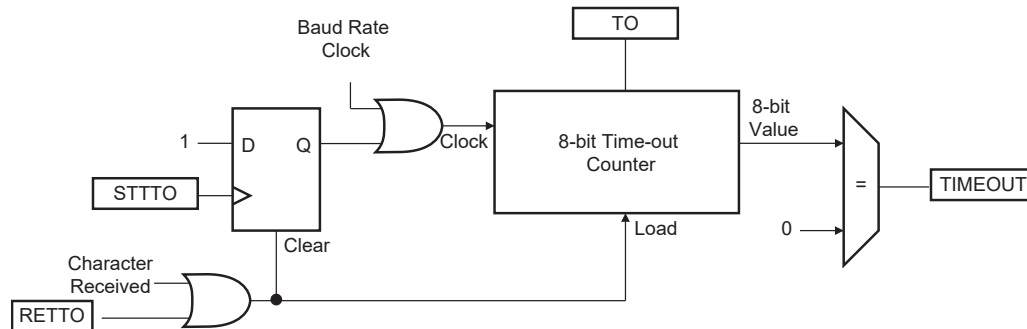 TO
Baud Rate
Clock
1
D
Q
Clock
8-bit Time-out
Counter
8-bit
Value
=
TIMEOUT
STTTO
Clear
Load
0
Character
Received
RETTO